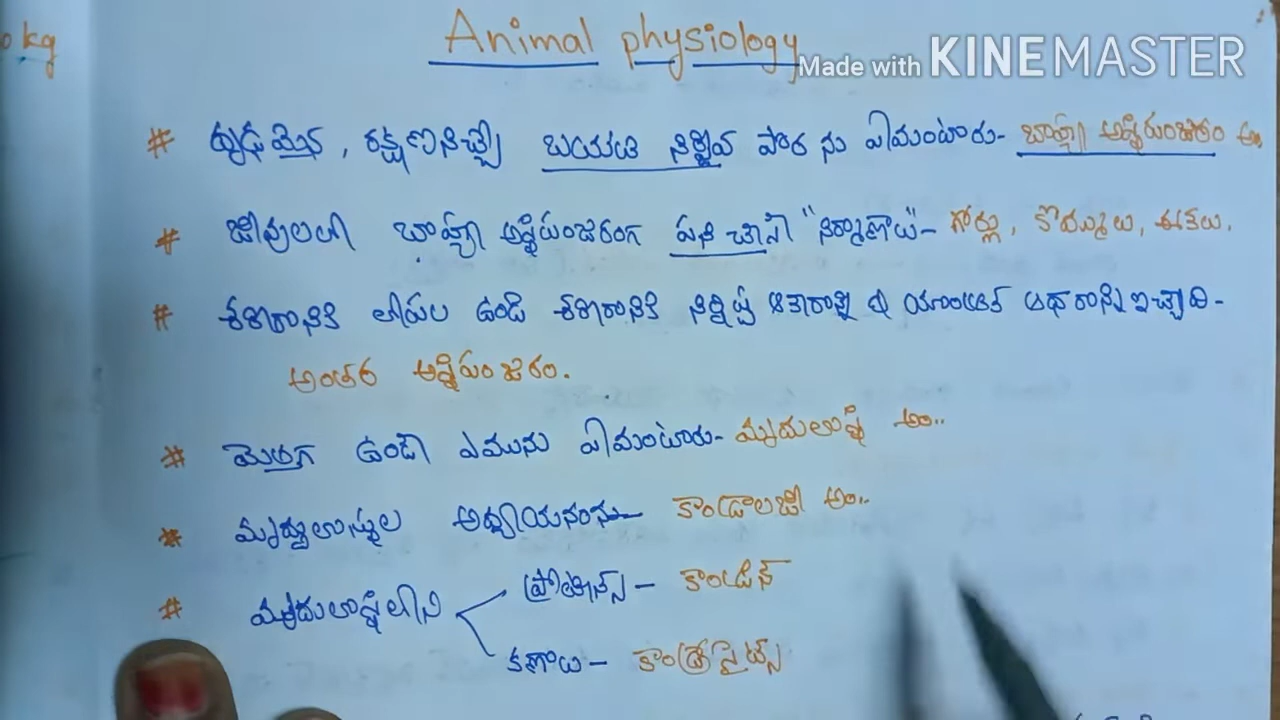 kg
Animal physiology
Made with KINEMASTER
# దృఢమైన, రక్షణనిచ్చే బయటి నిర్జీవ పొరను ఏమంటారు- బాహ్య అస్థిపంజరం అం
# జీవులలో బాహ్య అస్థిపంజరంగ పని చేసే "నిర్మాణాలు"- గోర్లు, కొమ్ములు, ఈకలు.
# శరీరానికి లోపల ఉండి శరీరానికి నిర్దిష్ట ఆకారాన్ని యాంత్రిక ఆధారాన్ని ఇచ్చేది-
అంతర అస్థిపంజరం.
# మెత్తగ ఉండే ఎముకను ఏమంటారు- మృదులాస్థి అం..
# మృదులాస్థుల అధ్యయనంను- కాండ్రాలజీ అం..
# మృదులాస్థిలోని ప్రోటీన్స్ - కాండ్రిన్
కణాలు - కాండ్రోసైట్స్